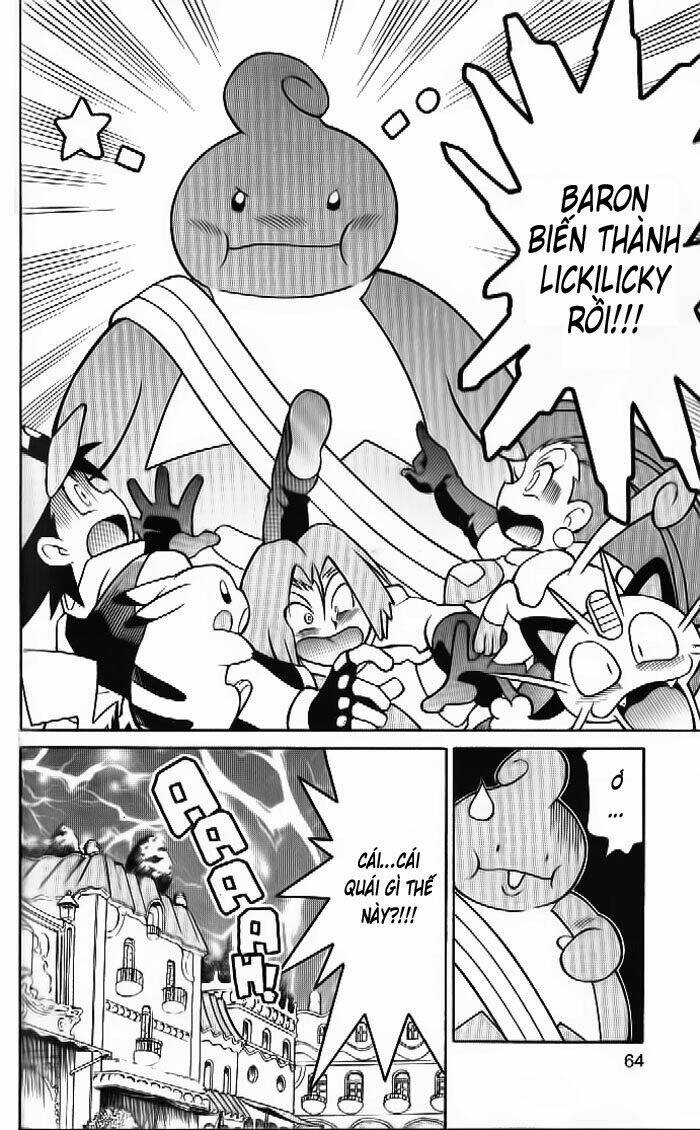 BARON
BIẾN THÀNH
LICKILICKY
RỒI!!!
Ơ
...
CÁI...CÁI
QUÁI GÌ THẾ
NÀY?!!!
AAAAAH!
64